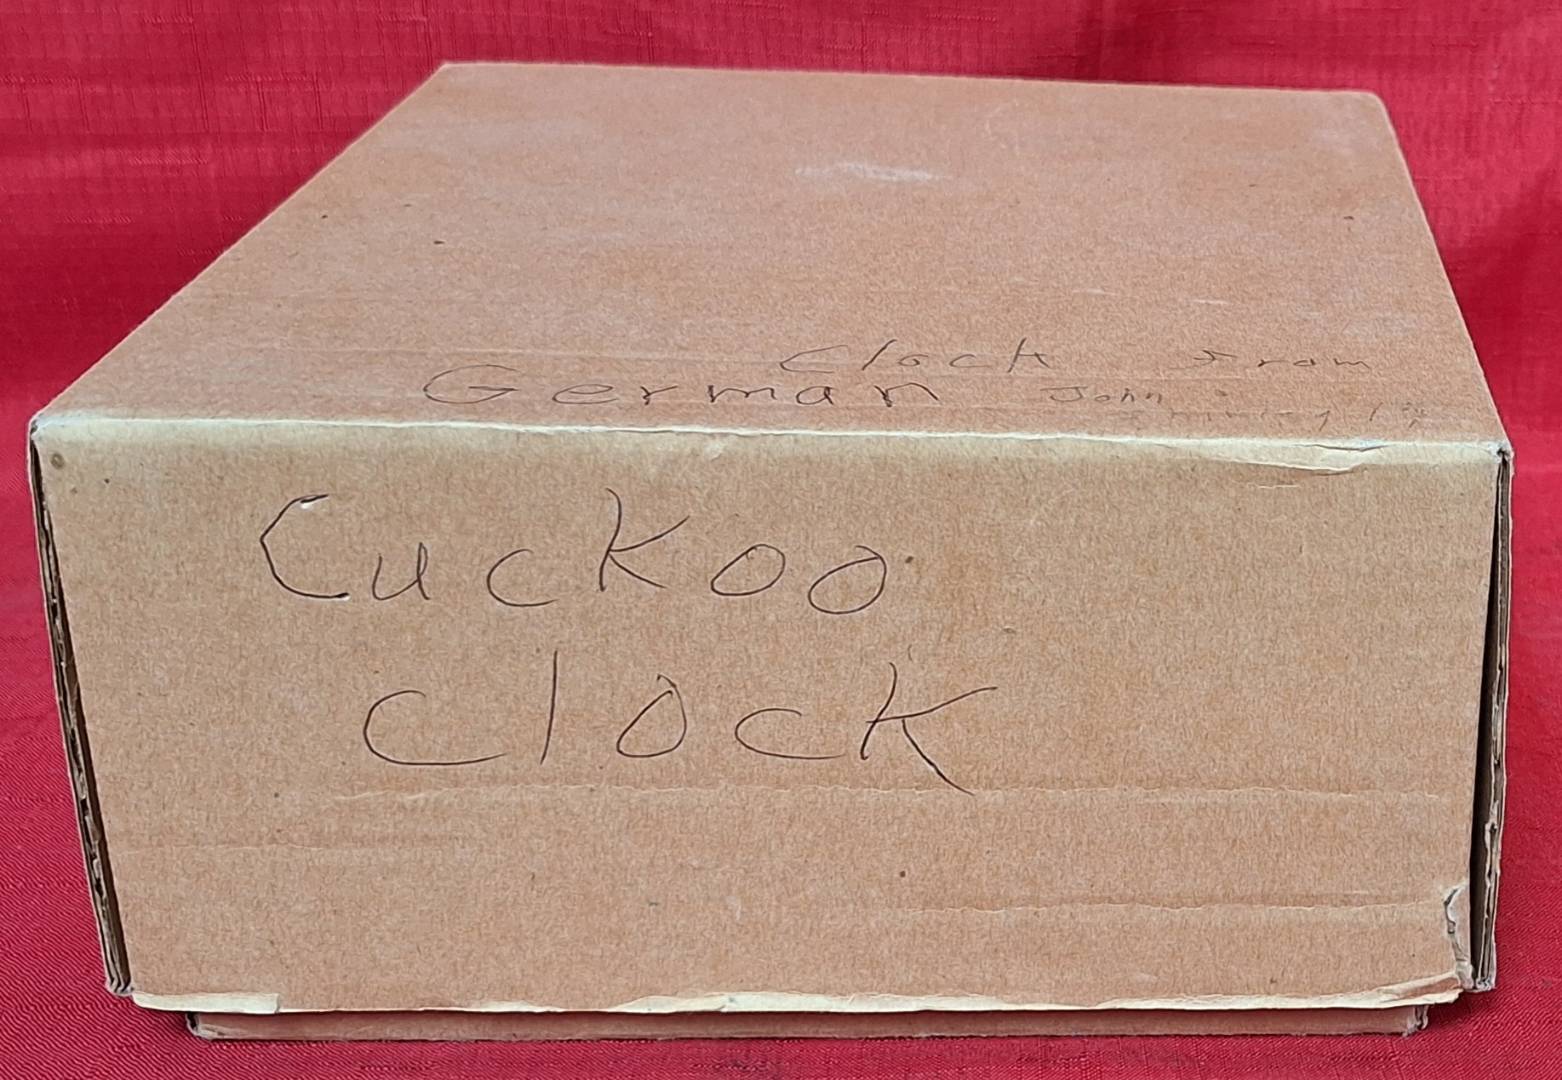 Clock From
German John
Cuckoo
Clock